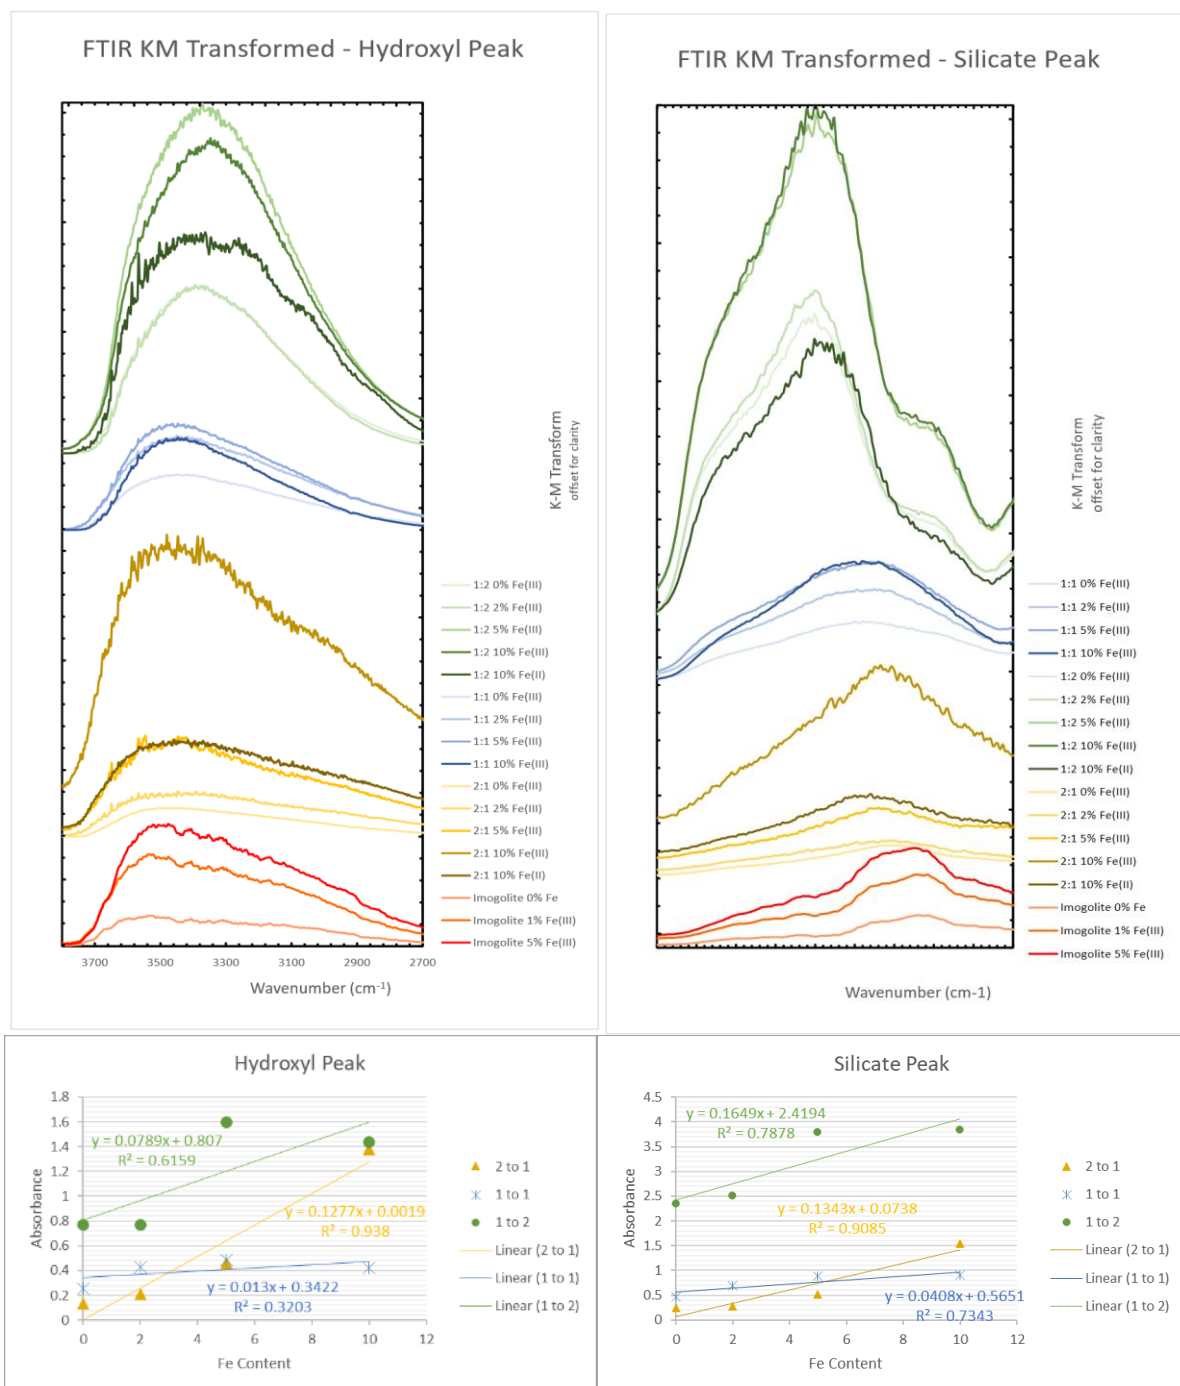 FTIR KM Transformed - Hydroxyl Peak
K-M Transform
offset for clarity
1:2 0% Fe(III)
1:2 2% Fe(III)
1:2 5% Fe(III)
1:2 10% Fe(III)
1:2 10% Fe(II)
1:1 0% Fe(III)
1:1 2% Fe(III)
1:1 5% Fe(III)
1:1 10% Fe(III)
2:1 0% Fe(III)
2:1 2% Fe(III)
2:1 5% Fe(III)
2:1 10% Fe(III)
2:1 10% Fe(II)
Imogolite 0% Fe
Imogolite 1% Fe(III)
Imogolite 5% Fe(III)
3700 3500 3300 3100 2900 2700
Wavenumber (cm⁻¹)
FTIR KM Transformed - Silicate Peak
K-M Transform
offset for clarity
1:1 0% Fe(III)
1:1 2% Fe(III)
1:1 5% Fe(III)
1:1 10% Fe(III)
1:2 0% Fe(III)
1:2 2% Fe(III)
1:2 5% Fe(III)
1:2 10% Fe(III)
1:2 10% Fe(II)
2:1 0% Fe(III)
2:1 2% Fe(III)
2:1 5% Fe(III)
2:1 10% Fe(III)
2:1 10% Fe(II)
Imogolite 0% Fe
Imogolite 1% Fe(III)
Imogolite 5% Fe(III)
Wavenumber (cm-1)
Hydroxyl Peak
Absorbance
1.8
1.6
1.4
1.2
1
0.8
0.6
0.4
0.2
0
y = 0.0789x + 0.807
R² = 0.6159
y = 0.1277x + 0.0019
R² = 0.938
y = 0.013x + 0.3422
R² = 0.3203
0 2 4 6 8 10 12
Fe Content
2 to 1
1 to 1
1 to 2
Linear (2 to 1)
Linear (1 to 1)
Linear (1 to 2)
Silicate Peak
Absorbance
4.5
4
3.5
3
2.5
2
1.5
1
0.5
0
y = 0.1649x + 2.4194
R² = 0.7878
y = 0.1343x + 0.0738
R² = 0.9085
y = 0.0408x + 0.5651
R² = 0.7343
0 2 4 6 8 10 12
Fe Content
2 to 1
1 to 1
1 to 2
Linear (2 to 1)
Linear (1 to 1)
Linear (1 to 2)